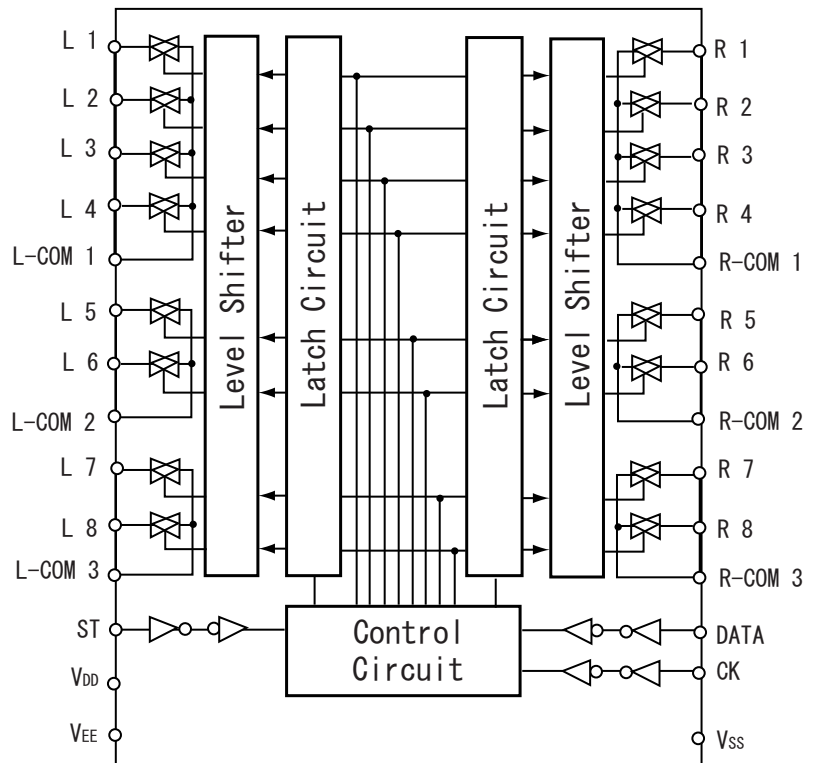 L 1
L 2
L 3
L 4
L-COM 1
L 5
L 6
L-COM 2
L 7
L 8
L-COM 3
ST
VDD
VEE
Level Shifter
Latch Circuit
Latch Circuit
Level Shifter
Control
Circuit
R 1
R 2
R 3
R 4
R-COM 1
R 5
R 6
R-COM 2
R 7
R 8
R-COM 3
DATA
CK
VSS